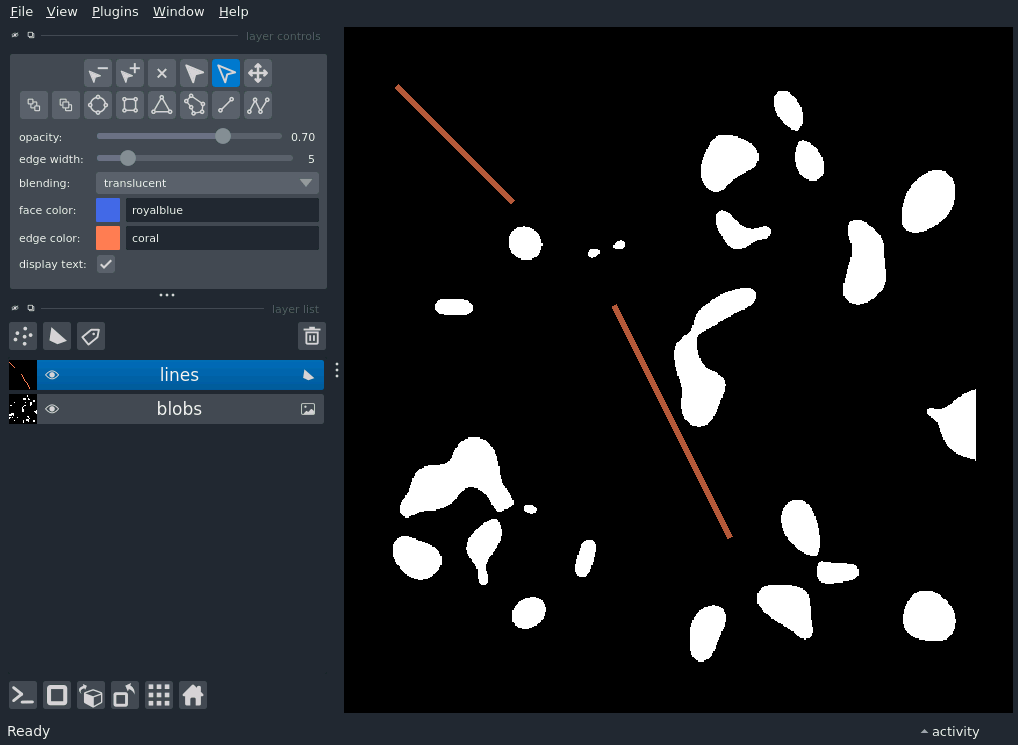 File View Plugins Window Help
layer controls
opacity: 0.70
edge width: 5
blending: translucent
face color: royalblue
edge color: coral
display text:
layer list
lines
blobs
Ready activity